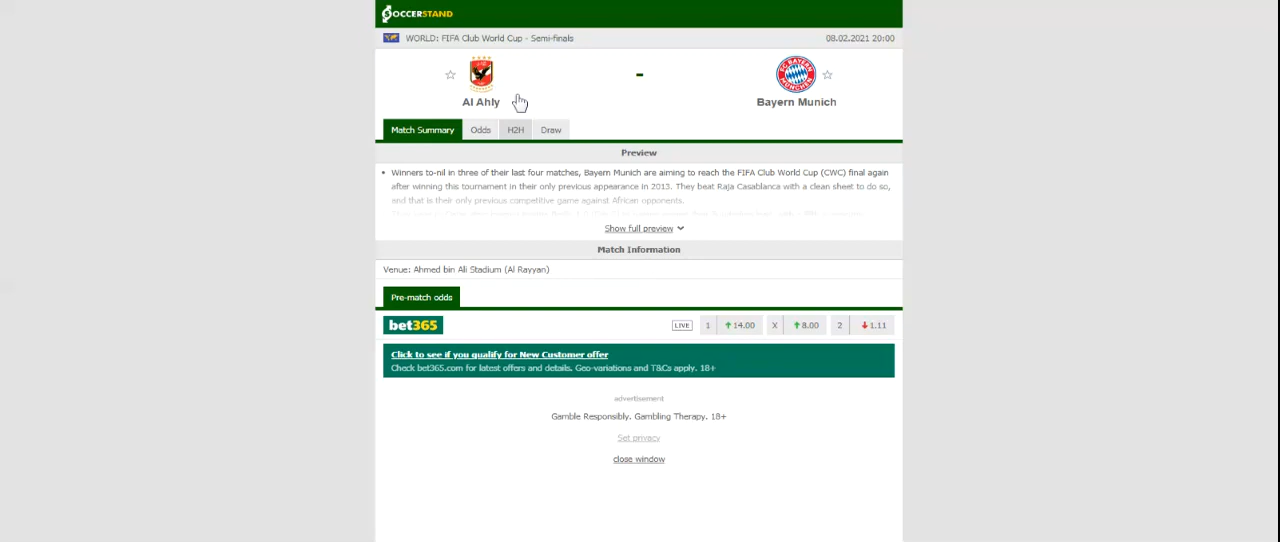 SOCCERSTAND
WORLD: FIFA Club World Cup - Semi-finals 08.02.2021 20:00
-
Al Ahly Bayern Munich
Match Summary Odds H2H Draw
Preview
Winners to-nil in three of their last four matches, Bayern Munich are aiming to reach the FIFA Club World Cup (CWC) final again
after winning this tournament in their only previous appearance in 2013. They beat Raja Casablanca with a clean sheet to do so,
and that is their only previous competitive game against African opponents.
Show full preview
Match Information
Venue: Ahmed bin Ali Stadium (Al Rayyan)
Pre-match odds
bet365 LIVE 1 14.00 X 8.00 2 1.11
Click to see if you qualify for New Customer offer
Check bet365.com for latest offers and details. Geo-variations and T&Cs apply. 18+
advertisement
Gamble Responsibly. Gambling Therapy. 18+
Set privacy
close window